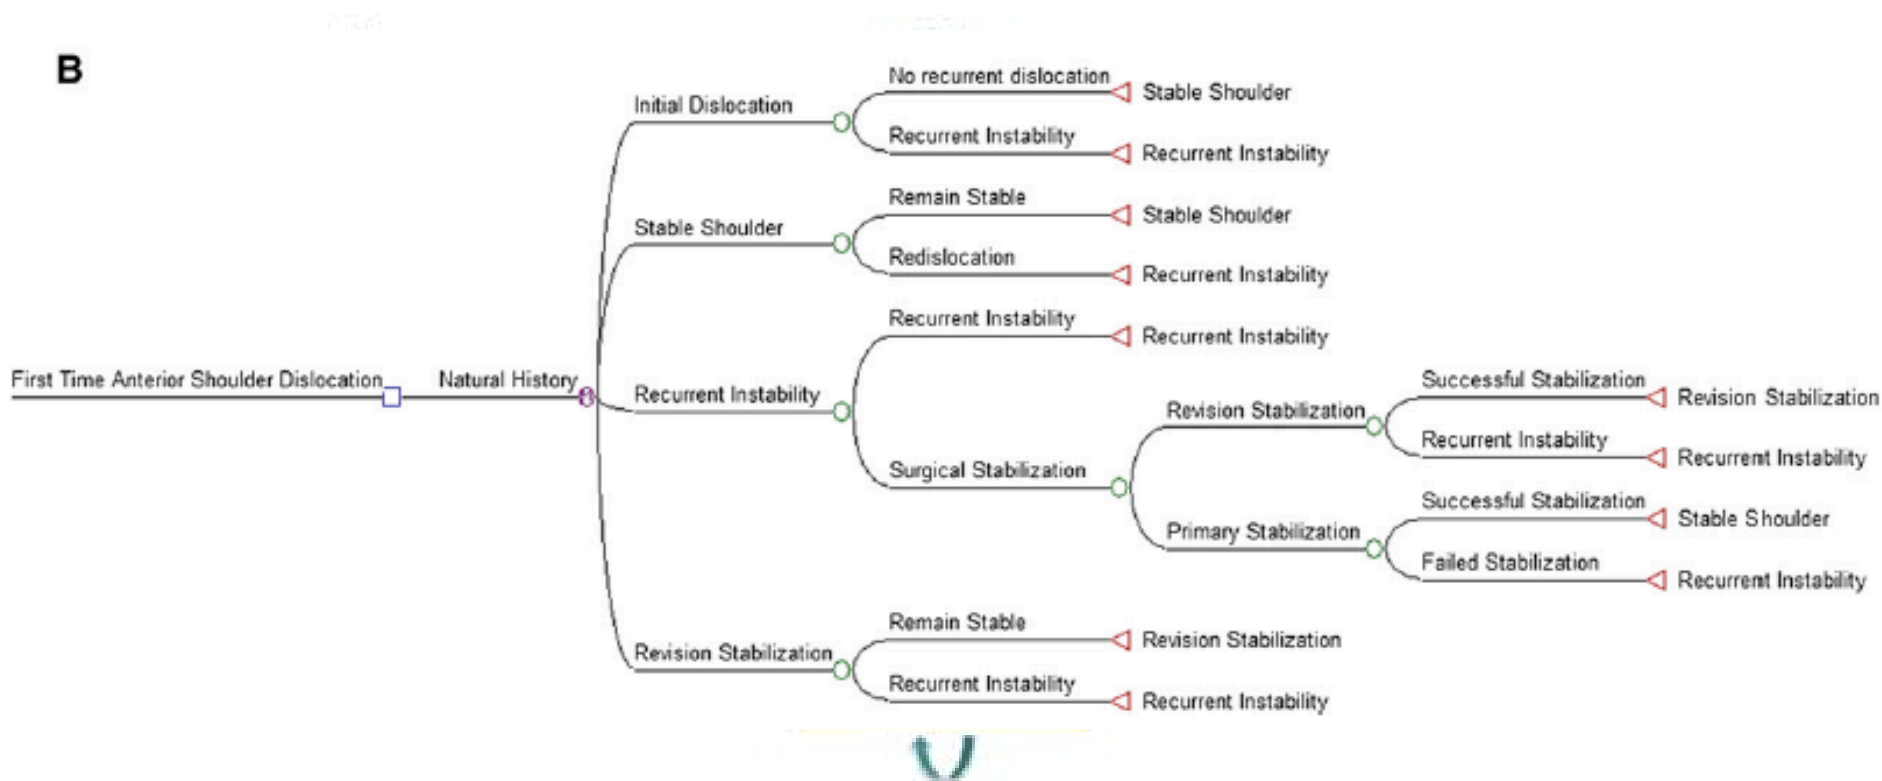 B
No recurrent dislocation
Stable Shoulder
Initial Dislocation
Recurrent Instability
Recurrent Instability
Remain Stable
Stable Shoulder
Stable Shoulder
Redislocation
Recurrent Instability
Recurrent Instability
Recurrent Instability
First Time Anterior Shoulder Dislocation
Natural History
Recurrent Instability
Successful Stabilization
Revision Stabilization
Revision Stabilization
Recurrent Instability
Recurrent Instability
Surgical Stabilization
Successful Stabilization
Stable Shoulder
Primary Stabilization
Failed Stabilization
Recurrent Instability
Remain Stable
Revision Stabilization
Revision Stabilization
Recurrent Instability
Recurrent Instability